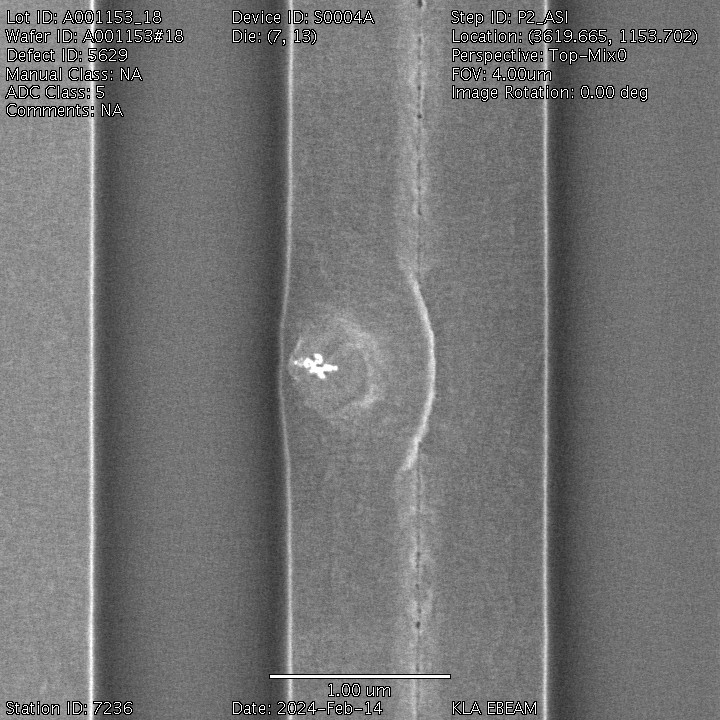 Lot ID: A001153_18
Wafer ID: A001153#18
Defect ID: 5629
Manual Class: NA
ADC Class: 5
Comments: NA
Device ID: S0004A
Die: (7, 13)
Step ID: P2_ASI
Location: (3619.665, 1153.702)
Perspective: Top-Mix0
FOV: 4.00um
Image Rotation: 0.00 deg
1.00 um
Station ID: 7236
Date: 2024-Feb-14
KLA EBEAM